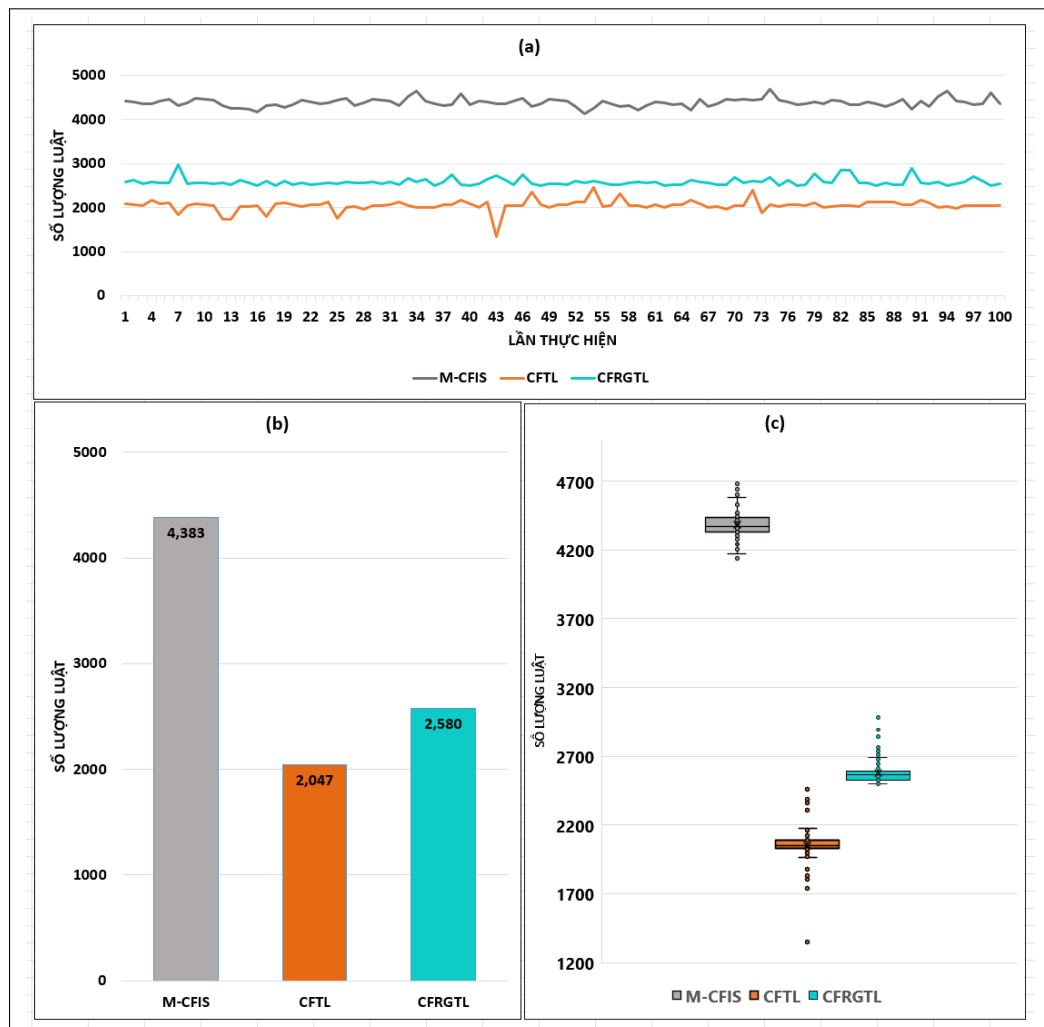 (a)
SỐ LƯỢNG LUẬT
5000
4000
3000
2000
1000
0
1 4 7 10 13 16 19 22 25 28 31 34 37 40 43 46 49 52 55 58 61 64 67 70 73 76 79 82 85 88 91 94 97 100
LẦN THỰC HIỆN
M-CFIS CFTL CFRGTL
(b)
SỐ LƯỢNG LUẬT
5000
4000
3000
2000
1000
0
4,383
2,047
2,580
M-CFIS CFTL CFRGTL
(c)
SỐ LƯỢNG LUẬT
4700
4200
3700
3200
2700
2200
1700
1200
M-CFIS CFTL CFRGTL